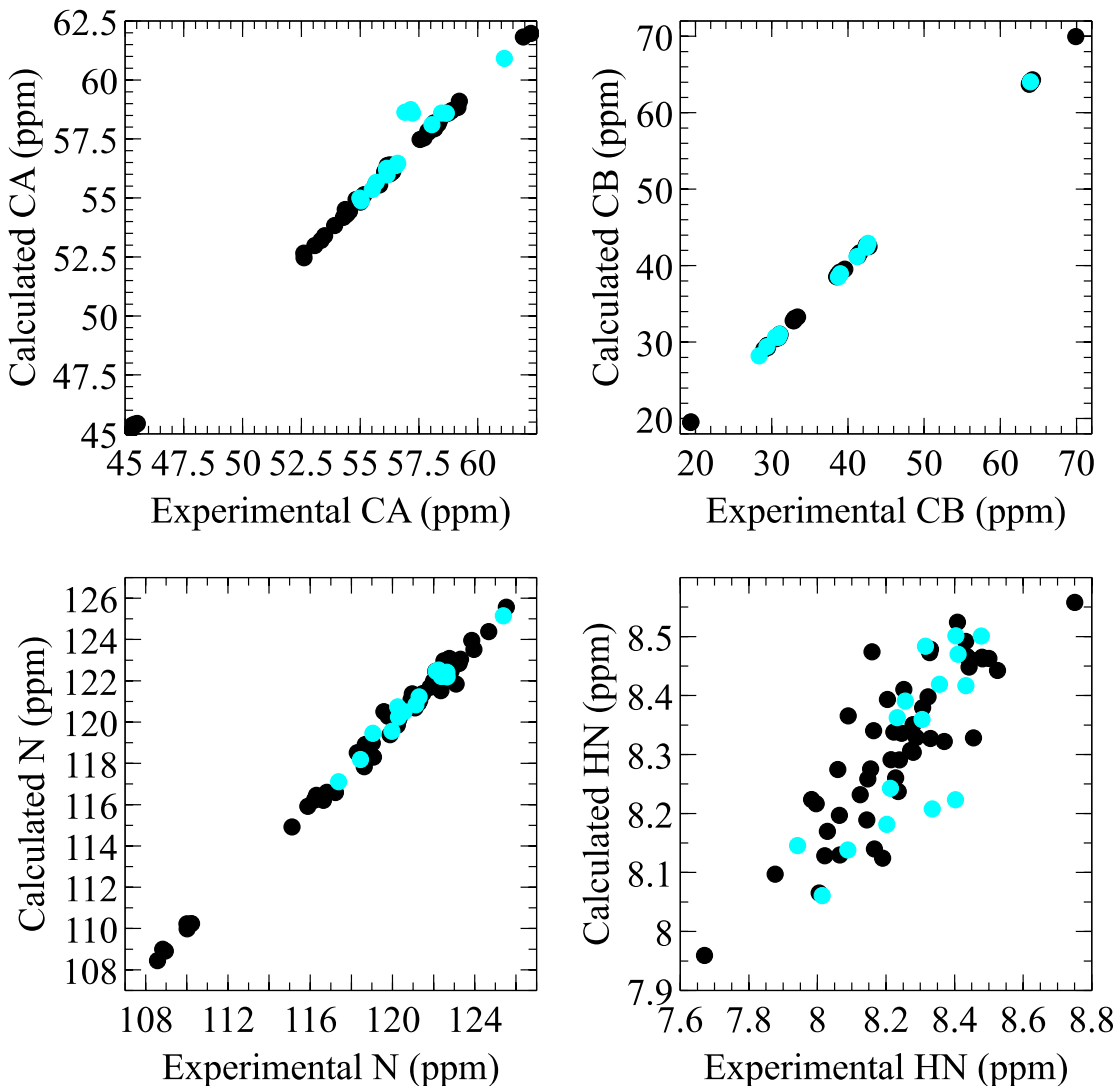 62.5
60
57.5
55
52.5
50
47.5
45
Calculated CA (ppm)
45 47.5 50 52.5 55 57.5 60
Experimental CA (ppm)
70
60
50
40
30
20
Calculated CB (ppm)
20 30 40 50 60 70
Experimental CB (ppm)
126
124
122
120
118
116
114
112
110
108
Calculated N (ppm)
108 112 116 120 124
Experimental N (ppm)
8.5
8.4
8.3
8.2
8.1
8
7.9
Calculated HN (ppm)
7.6 7.8 8 8.2 8.4 8.6 8.8
Experimental HN (ppm)